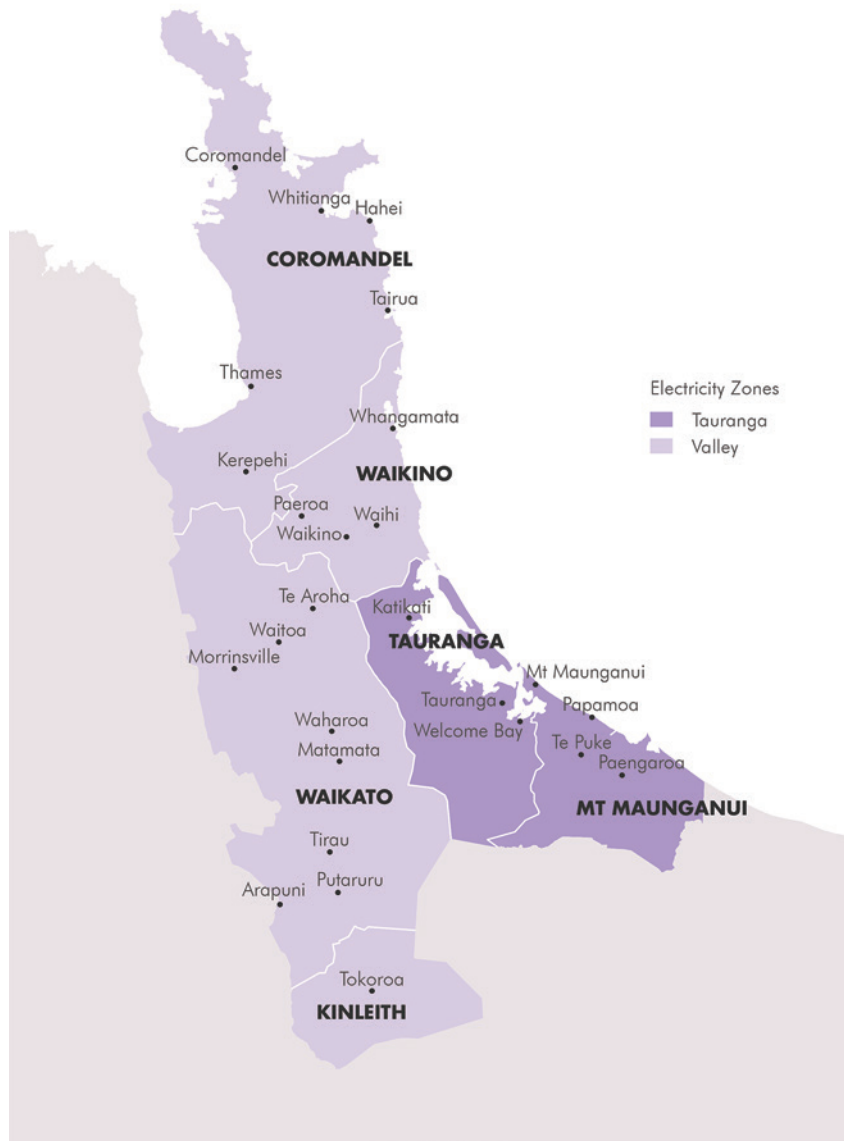 Coromandel
Whitianga
Hahei
COROMANDEL
Tairua
Thames
Electricity Zones
Tauranga
Valley
Whangamata
Kerepehi
WAIKINO
Paeroa
Waihi
Waikino
Te Aroha
Katikati
Waitoa
TAURANGA
Morrinsville
Mt Maunganui
Tauranga
Papamoa
Waharoa
Welcome Bay
Te Puke
Matamata
Paengaroa
WAIKATO
MT MAUNGANUI
Tirau
Putaruru
Arapuni
Tokoroa
KINLEITH